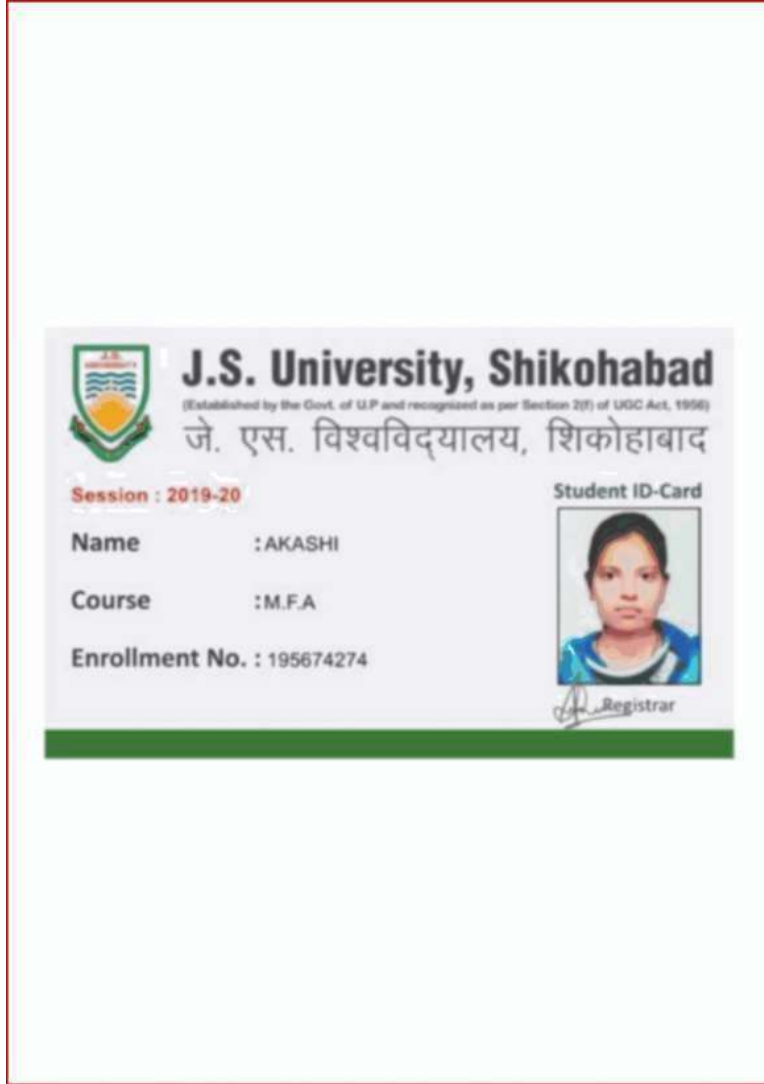 J.S. University, Shikohabad
(Established by the Govt. of U.P and recognized as per Section 2(f) of UGC Act, 1956)
जे. एस. विश्वविद्यालय, शिकोहाबाद
J.S.
UNIVERSITY
Session : 2019-20
Student ID-Card
Name : AKASHI
Course : M.F.A
Enrollment No. : 195674274
Registrar